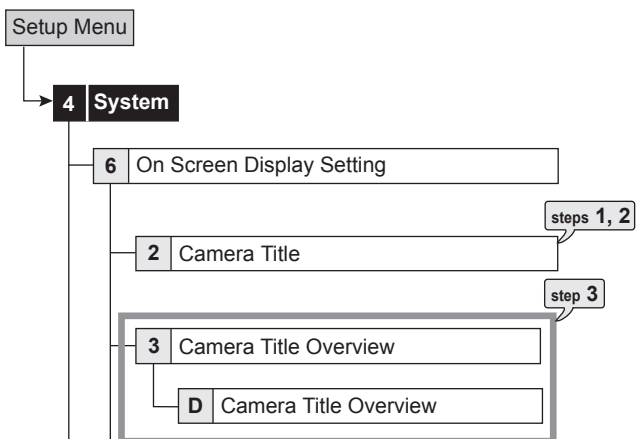 Setup Menu
4 System
6 On Screen Display Setting
steps 1, 2
2 Camera Title
step 3
3 Camera Title Overview
D Camera Title Overview